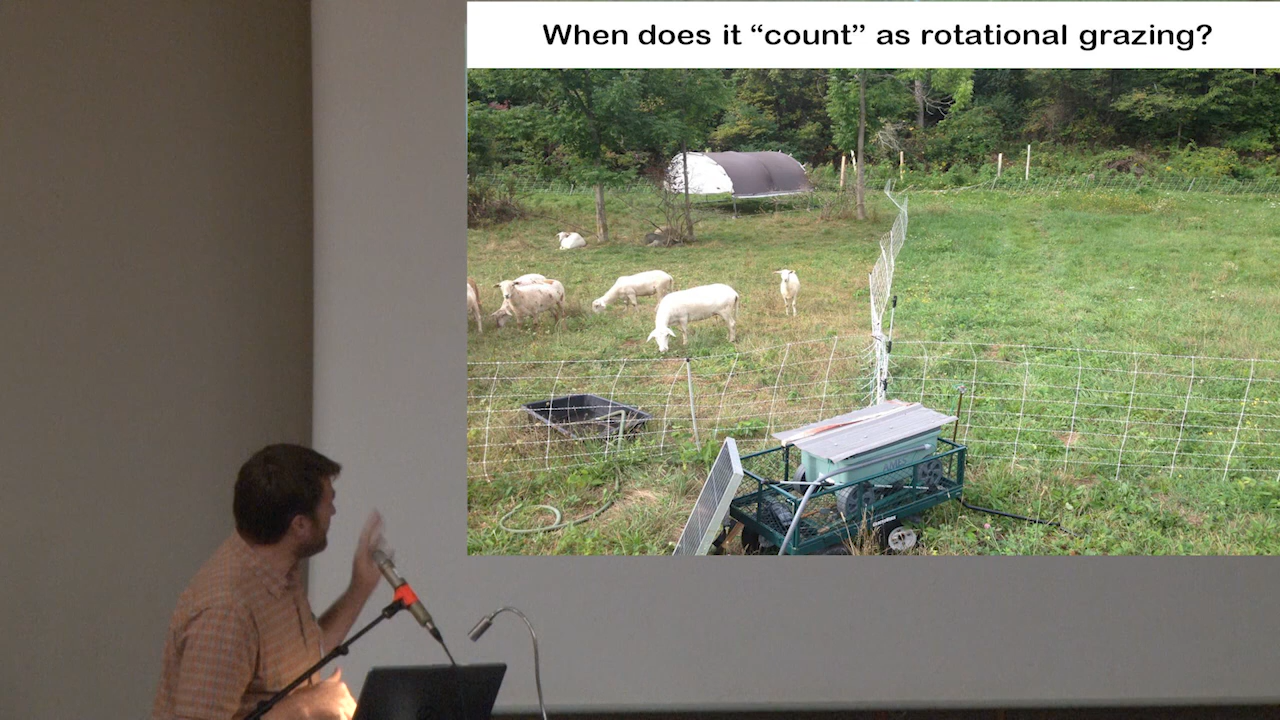 When does it “count” as rotational grazing?